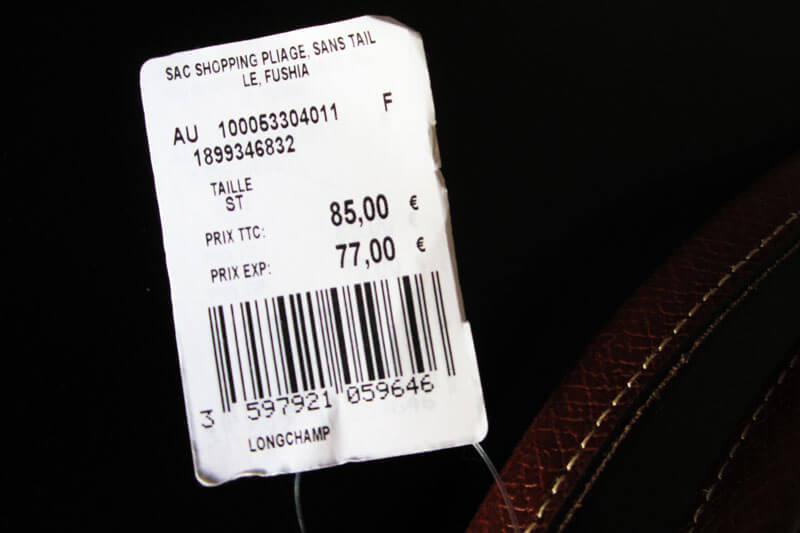 SAC SHOPPING PLIAGE, SANS TAIL
LE, FUSHIA
AU 100053304011 F
1899346832
TAILLE
ST
PRIX TTC: 85,00 €
PRIX EXP: 77,00 €
3 597921 059646
LONGCHAMP